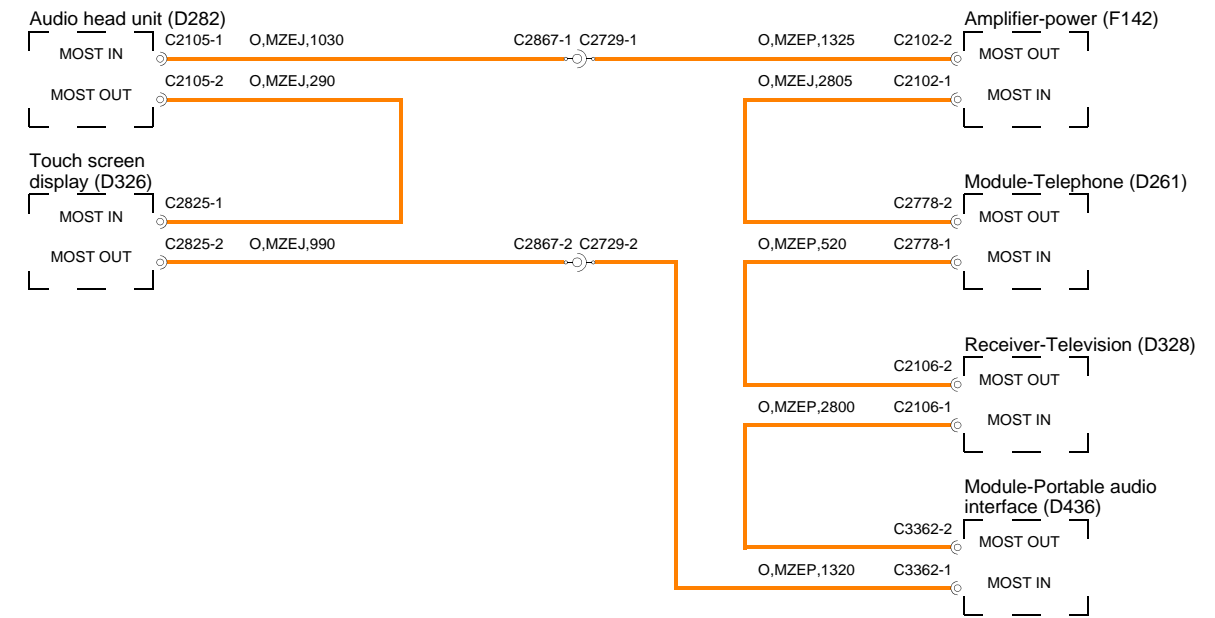 Audio head unit (D282)
Amplifier-power (F142)
C2105-1 O,MZEJ,1030 C2867-1 C2729-1 O,MZEP,1325 C2102-2
MOST IN
MOST OUT
C2105-2 O,MZEJ,290
O,MZEJ,2805 C2102-1
MOST OUT
MOST IN
Touch screen
display (D326)
Module-Telephone (D261)
C2825-1
C2778-2
MOST IN
MOST OUT
C2825-2 O,MZEJ,990 C2867-2 C2729-2 O,MZEP,520 C2778-1
MOST OUT
MOST IN
Receiver-Television (D328)
C2106-2
MOST OUT
O,MZEP,2800 C2106-1
MOST IN
Module-Portable audio
interface (D436)
C3362-2
MOST OUT
O,MZEP,1320 C3362-1
MOST IN